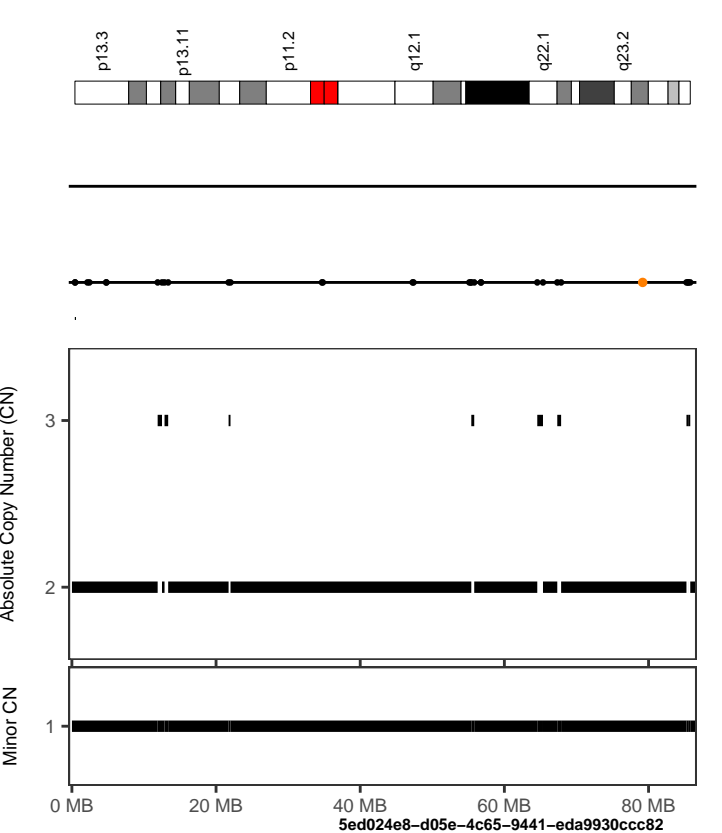 p13.3 p13.11 p11.2 q12.1 q22.1 q23.2
Absolute Copy Number (CN)
3
2
Minor CN
1
0 MB 20 MB 40 MB 60 MB 80 MB
5ed024e8−d05e−4c65−9441−eda9930ccc82